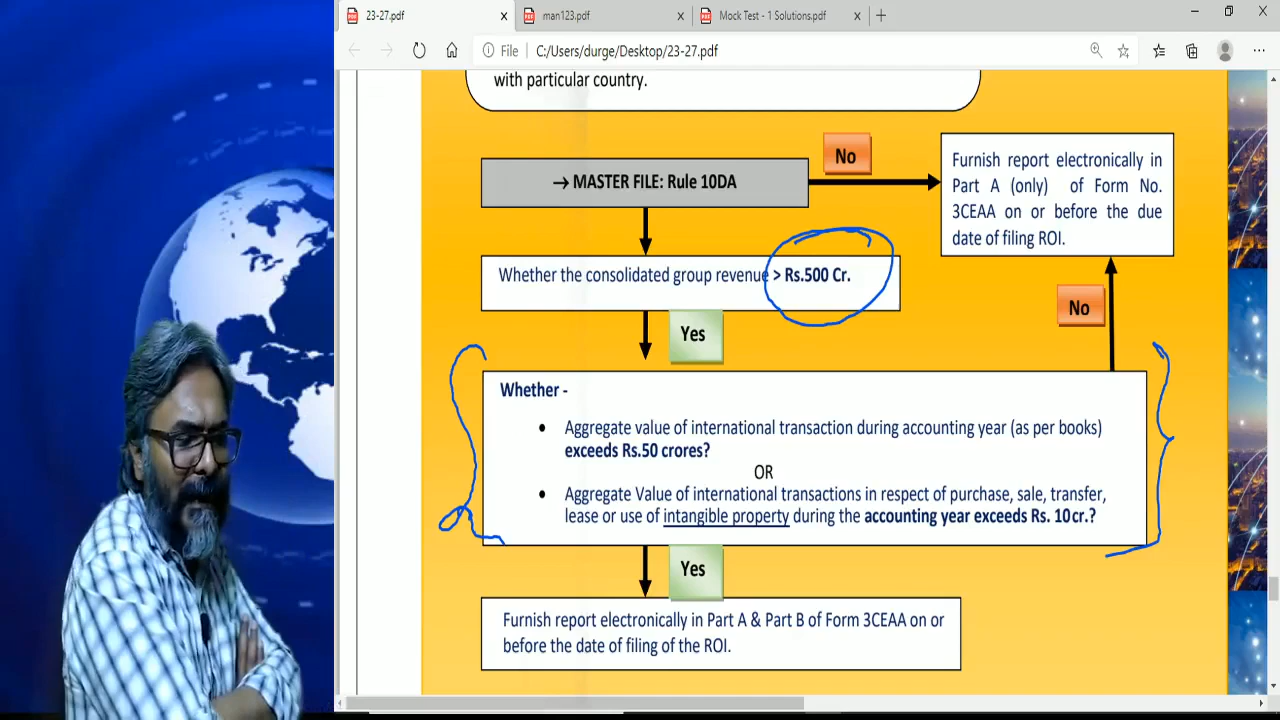 23-27.pdf
man123.pdf
Mock Test - 1 Solutions.pdf
File
C:/Users/durge/Desktop/23-27.pdf
with particular country.
→ MASTER FILE: Rule 10DA
No
Furnish report electronically in
Part A (only) of Form No.
3CEAA on or before the due
date of filing ROI.
Whether the consolidated group revenue > Rs.500 Cr.
Yes
No
Whether -
• Aggregate value of international transaction during accounting year (as per books)
exceeds Rs.50 crores?
OR
• Aggregate Value of international transactions in respect of purchase, sale, transfer,
lease or use of intangible property during the accounting year exceeds Rs. 10cr.?
Yes
Furnish report electronically in Part A & Part B of Form 3CEAA on or
before the date of filing of the ROI.